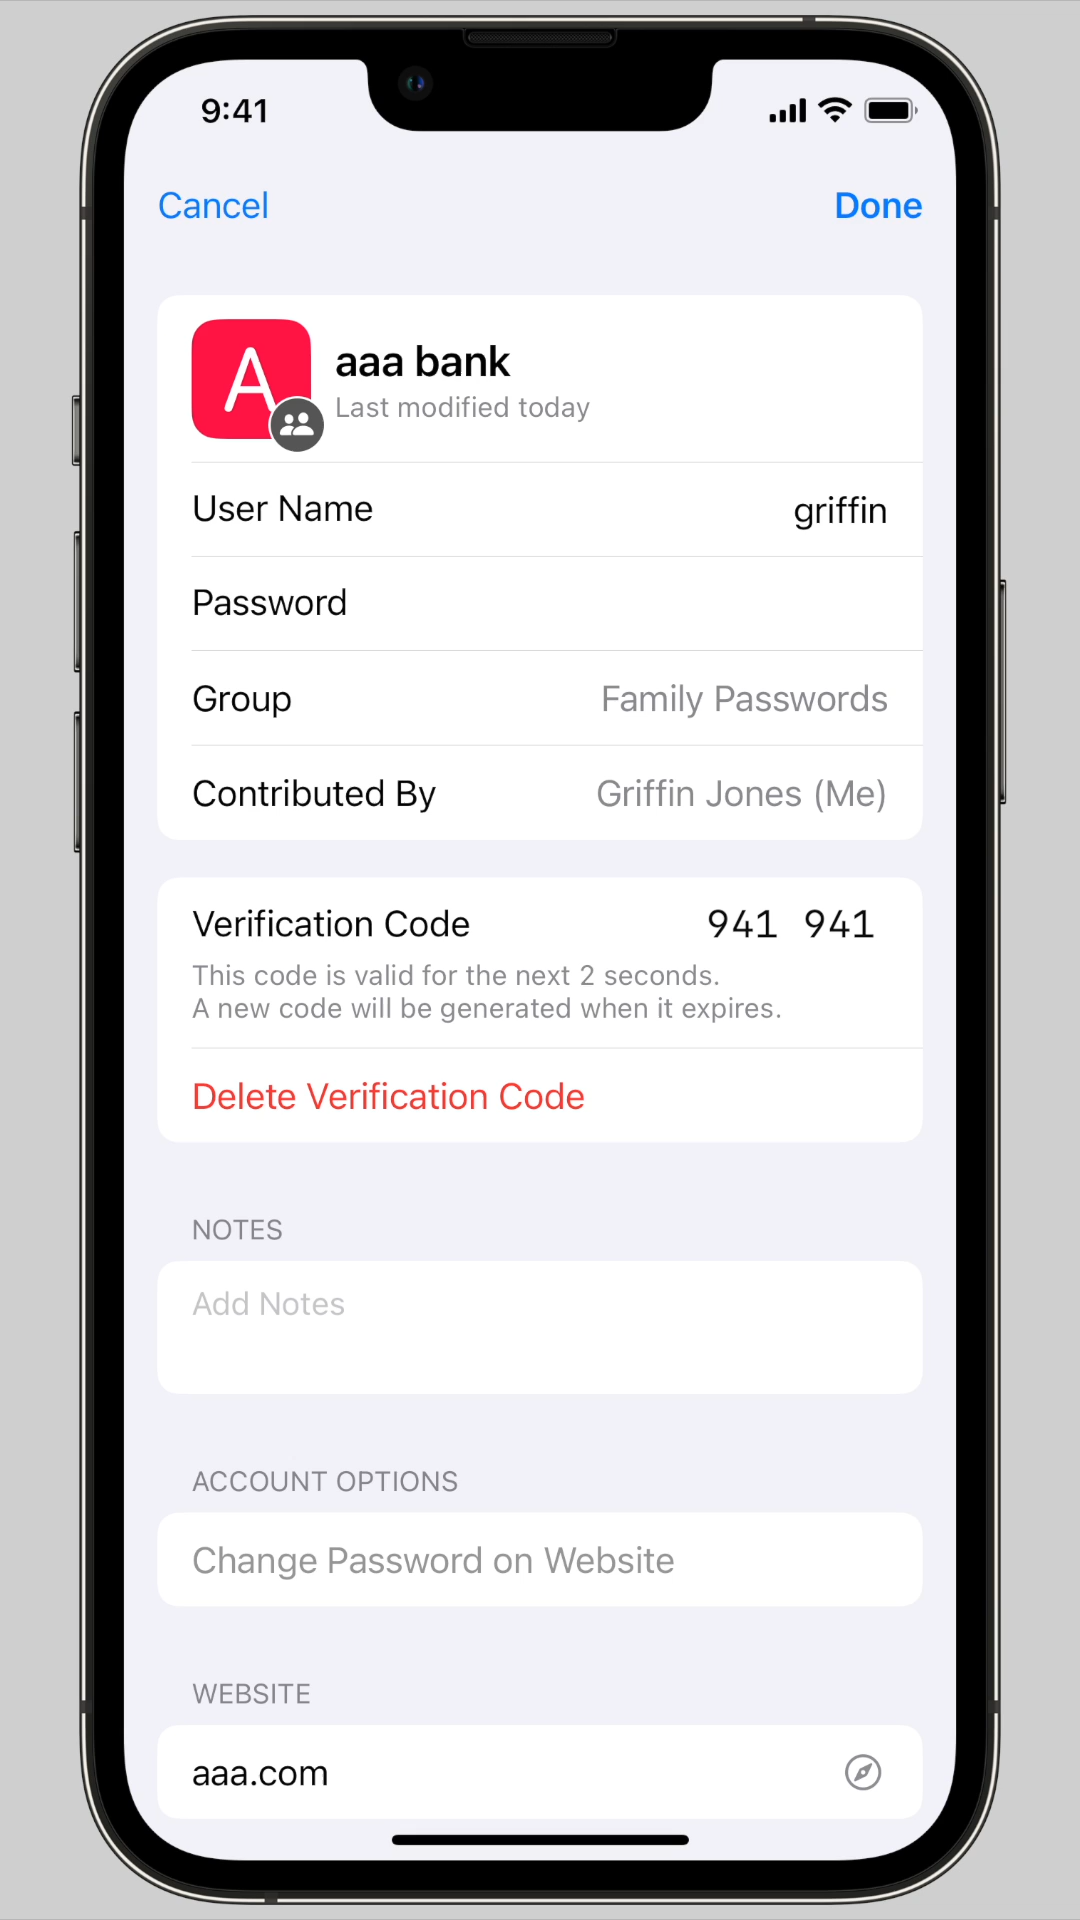 9:41
Cancel
Done
A
aaa bank
Last modified today
User Name
griffin
Password
Group
Family Passwords
Contributed By
Griffin Jones (Me)
Verification Code
941 941
This code is valid for the next 2 seconds.
A new code will be generated when it expires.
Delete Verification Code
NOTES
Add Notes
ACCOUNT OPTIONS
Change Password on Website
WEBSITE
aaa.com